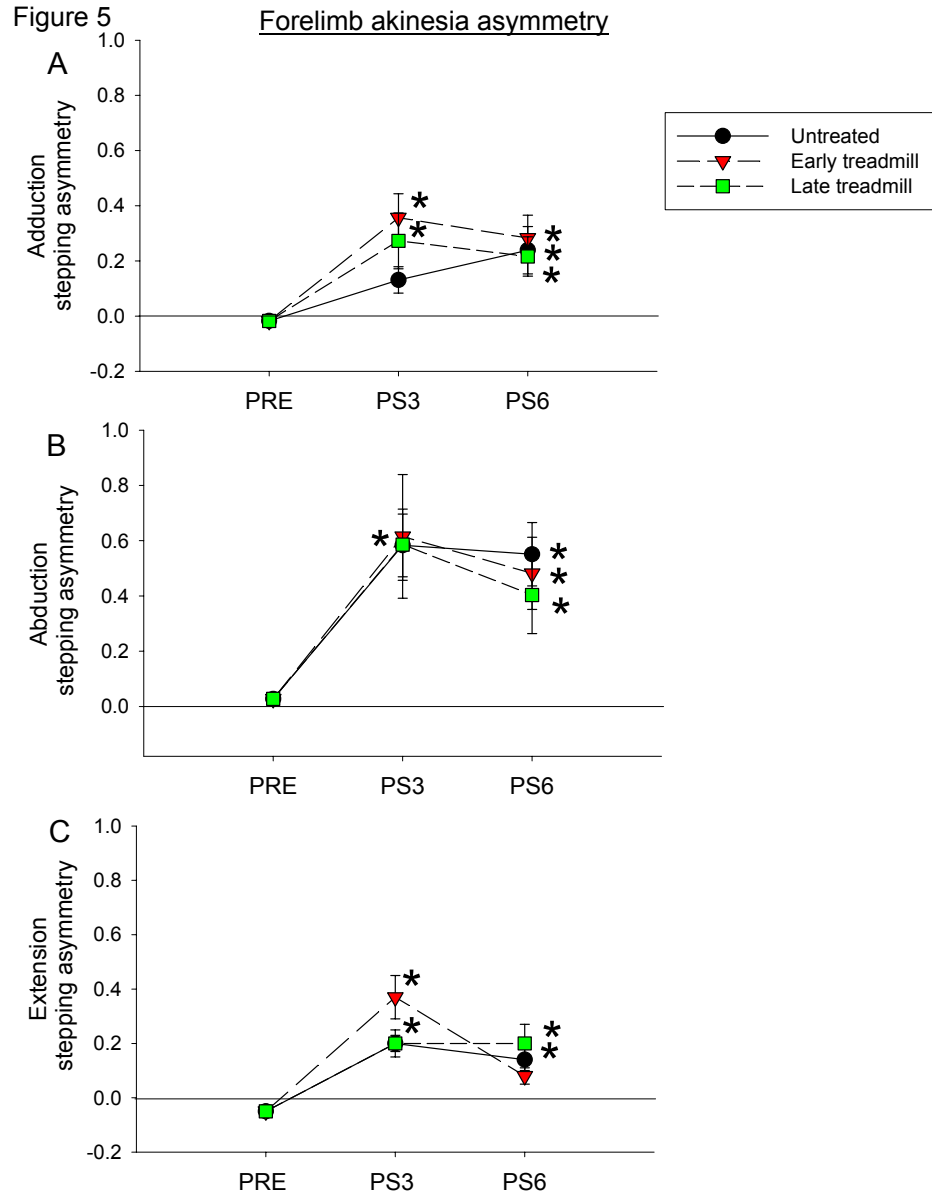 Figure 5
Forelimb akinesia asymmetry
A
Adduction
stepping asymmetry
1.0
0.8
0.6
0.4
0.2
0.0
-0.2
PRE PS3 PS6
* * * * *
Untreated
Early treadmill
Late treadmill
B
Abduction
stepping asymmetry
1.0
0.8
0.6
0.4
0.2
0.0
PRE PS3 PS6
* * * *
C
Extension
stepping asymmetry
1.0
0.8
0.6
0.4
0.2
0.0
-0.2
PRE PS3 PS6
* * * *